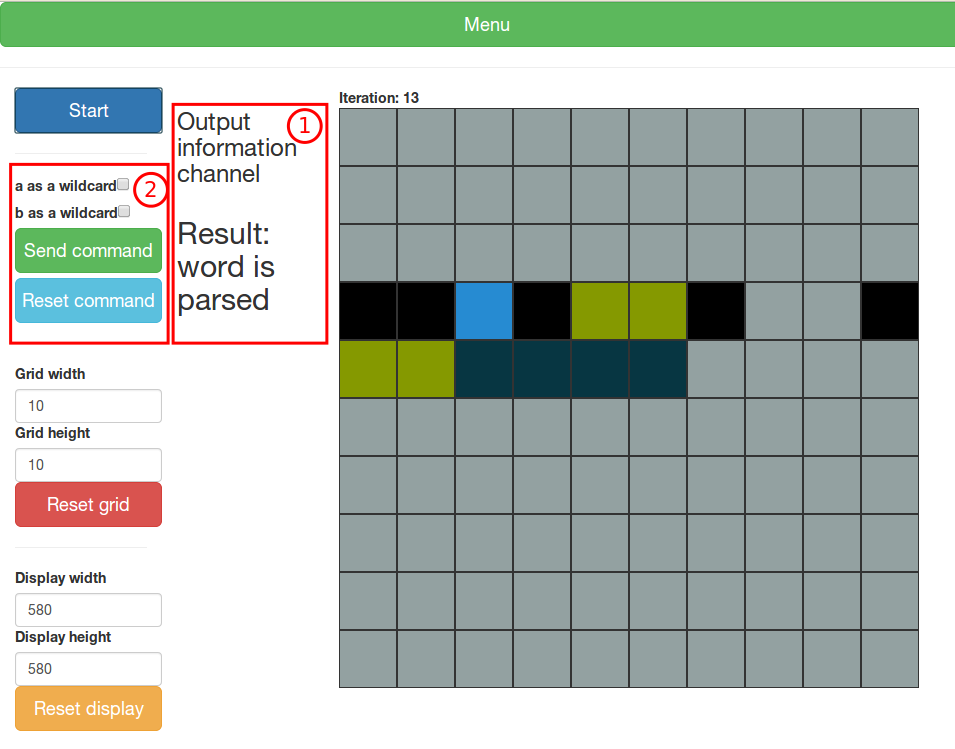 Menu
Start
a as a wildcard
b as a wildcard
2
Send command
Reset command
Output
information
channel
1
Result:
word is
parsed
Grid width
10
Grid height
10
Reset grid
Display width
580
Display height
580
Reset display
Iteration: 13